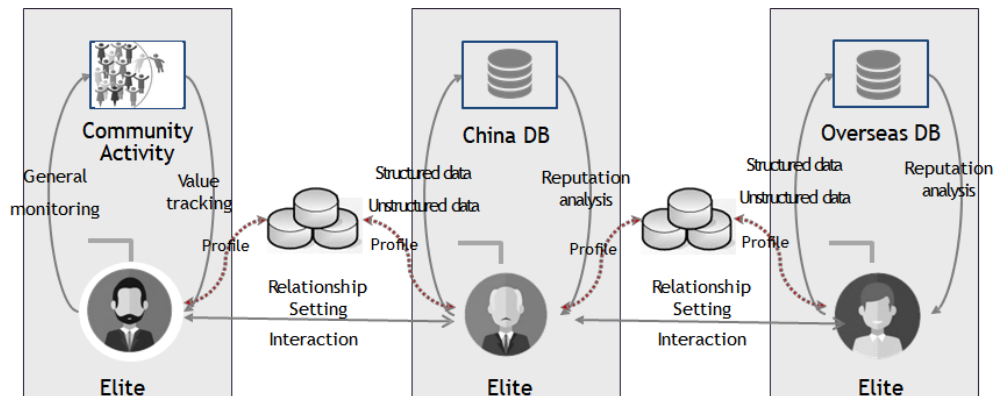 Community
Activity
General
monitoring
Value
tracking
Profile
Elite
Relationship
Setting
Interaction
Profile
China DB
Structured data
Unstructured data
Reputation
analysis
Elite
Profile
Relationship
Setting
Interaction
Profile
Overseas DB
Structured data
Unstructured data
Reputation
analysis
Elite